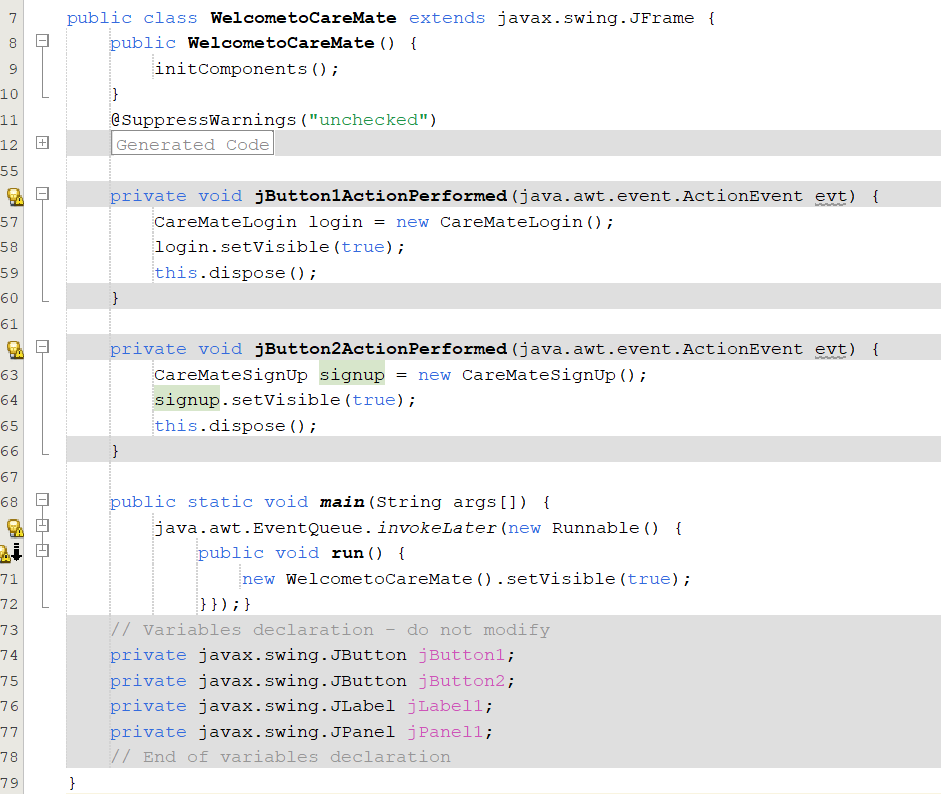 7 public class WelcometoCareMate extends javax.swing.JFrame {
8 public WelcometoCareMate() {
9 initComponents();
10 }
11 @SuppressWarnings("unchecked")
12 Generated Code
55
private void jButton1ActionPerformed(java.awt.event.ActionEvent evt) {
57 CareMateLogin login = new CareMateLogin();
58 login.setVisible(true);
59 this.dispose();
60 }
61
private void jButton2ActionPerformed(java.awt.event.ActionEvent evt) {
63 CareMateSignUp signup = new CareMateSignUp();
64 signup.setVisible(true);
65 this.dispose();
66 }
67
68 public static void main(String args[]) {
java.awt.EventQueue.invokeLater(new Runnable() {
public void run() {
71 new WelcometoCareMate().setVisible(true);
72 }});}
73 // Variables declaration - do not modify
74 private javax.swing.JButton jButton1;
75 private javax.swing.JButton jButton2;
76 private javax.swing.JLabel jLabel1;
77 private javax.swing.JPanel jPanel1;
78 // End of variables declaration
79 }